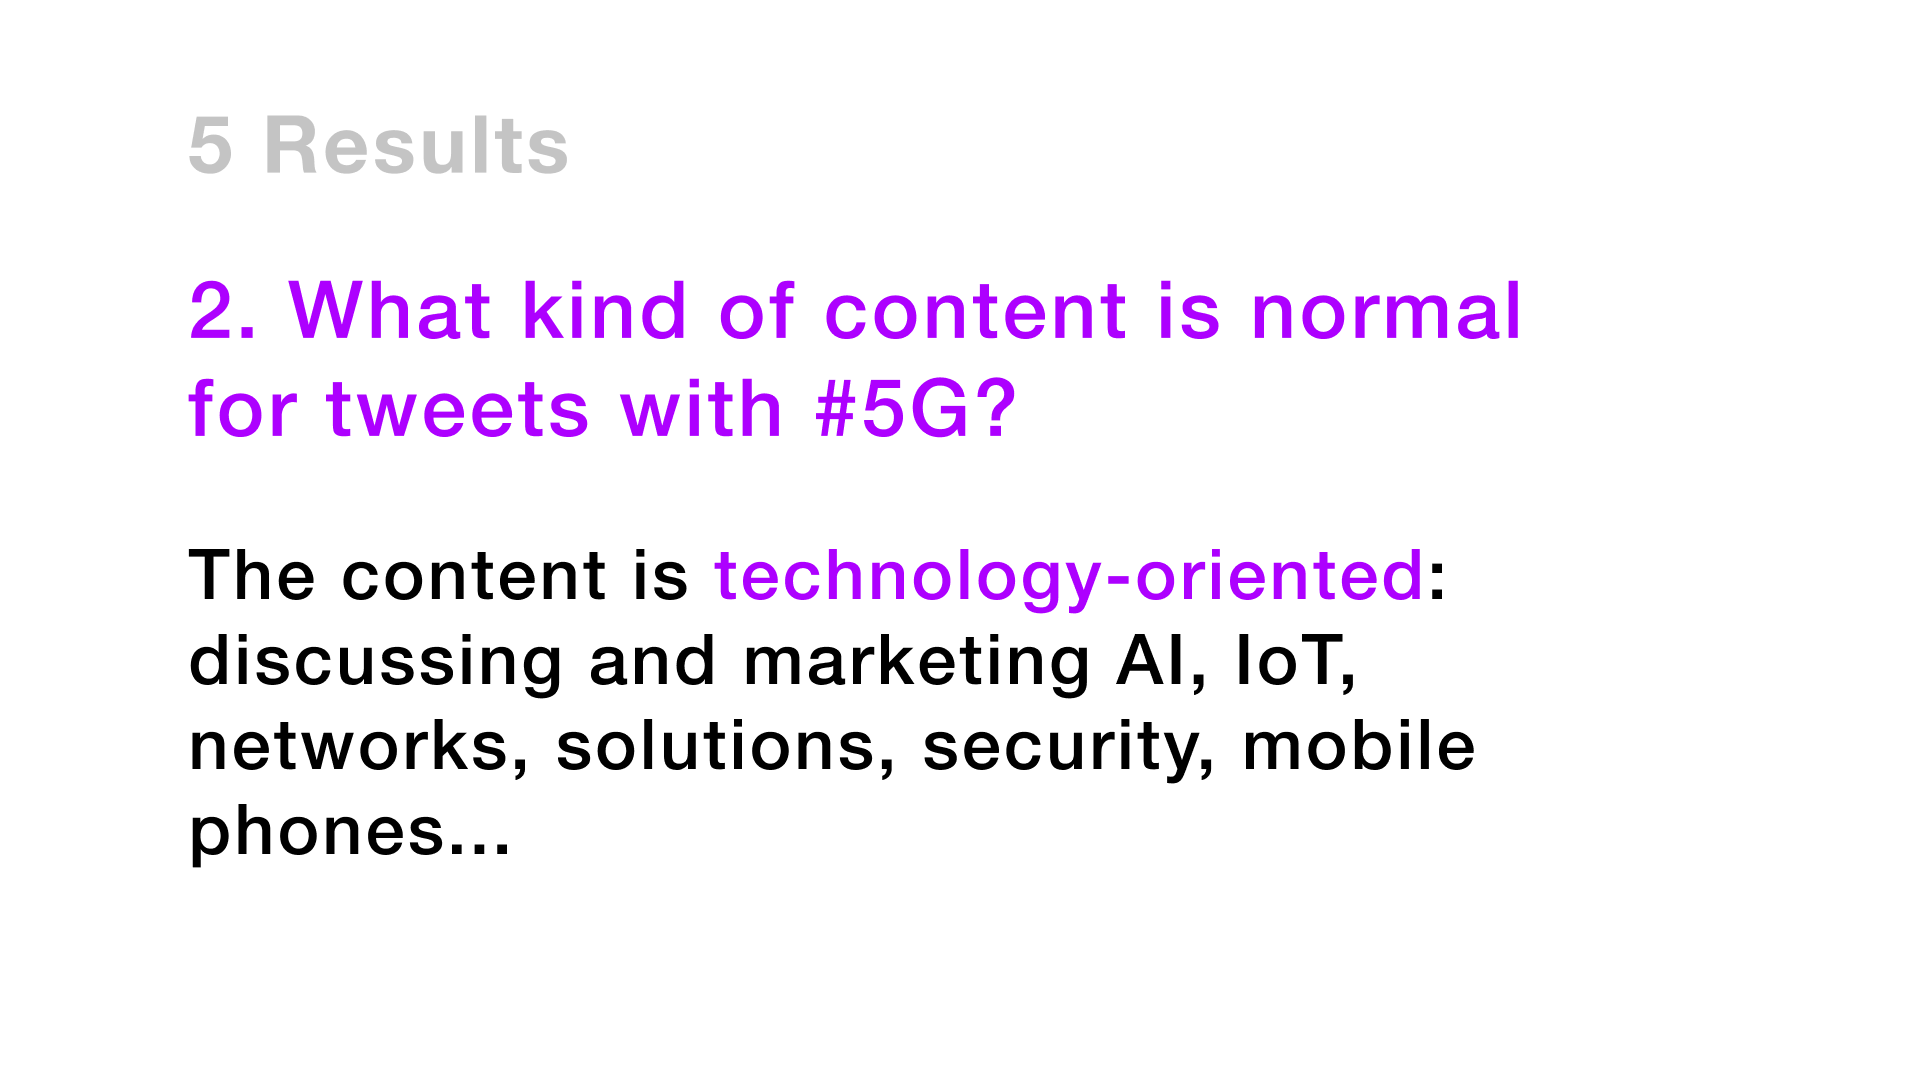 5 Results
2. What kind of content is normal
for tweets with #5G?
The content is technology-oriented:
discussing and marketing AI, IoT,
networks, solutions, security, mobile
phones...